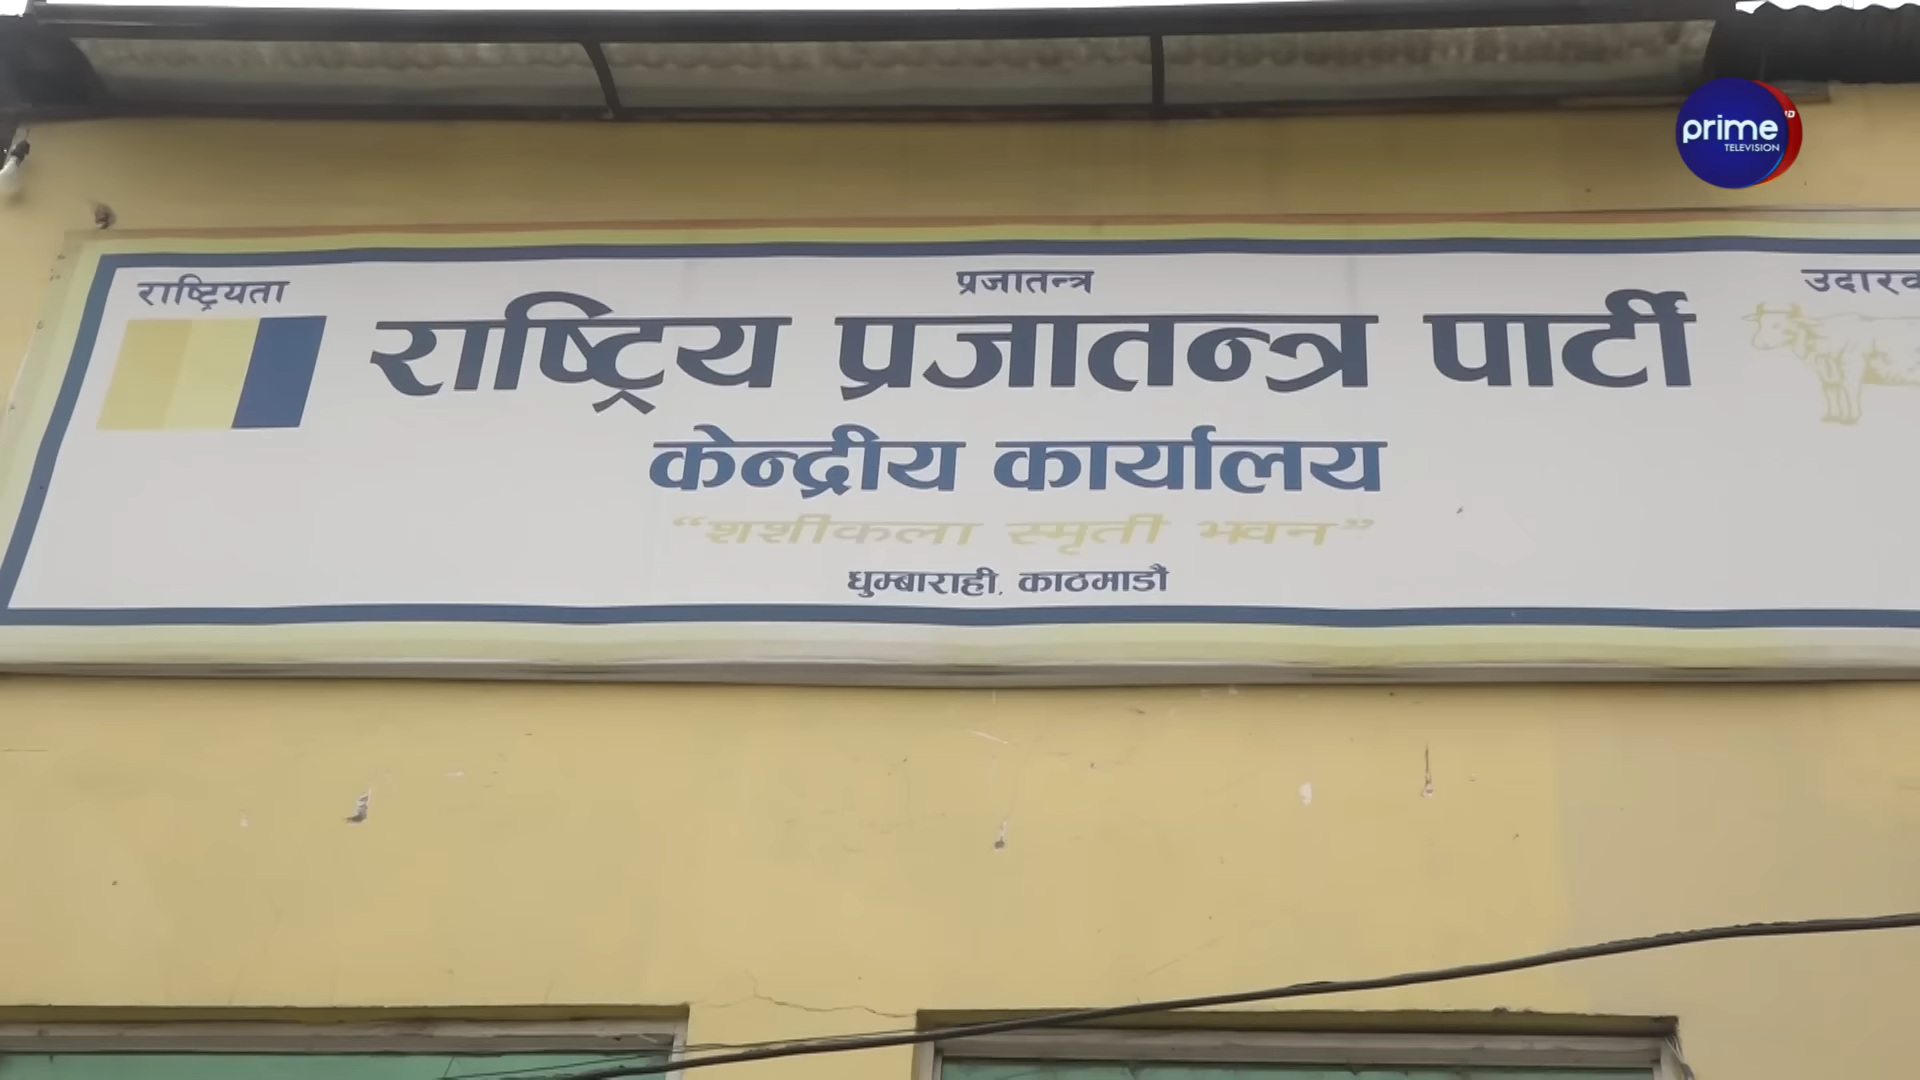 prime
TELEVISION
राष्ट्रियता
प्रजातन्त्र
राष्ट्रिय प्रजातन्त्र पार्टी
केन्द्रीय कार्यालय
“शशीकला स्मृती भवन”
धुम्बाराही, काठमाडौं